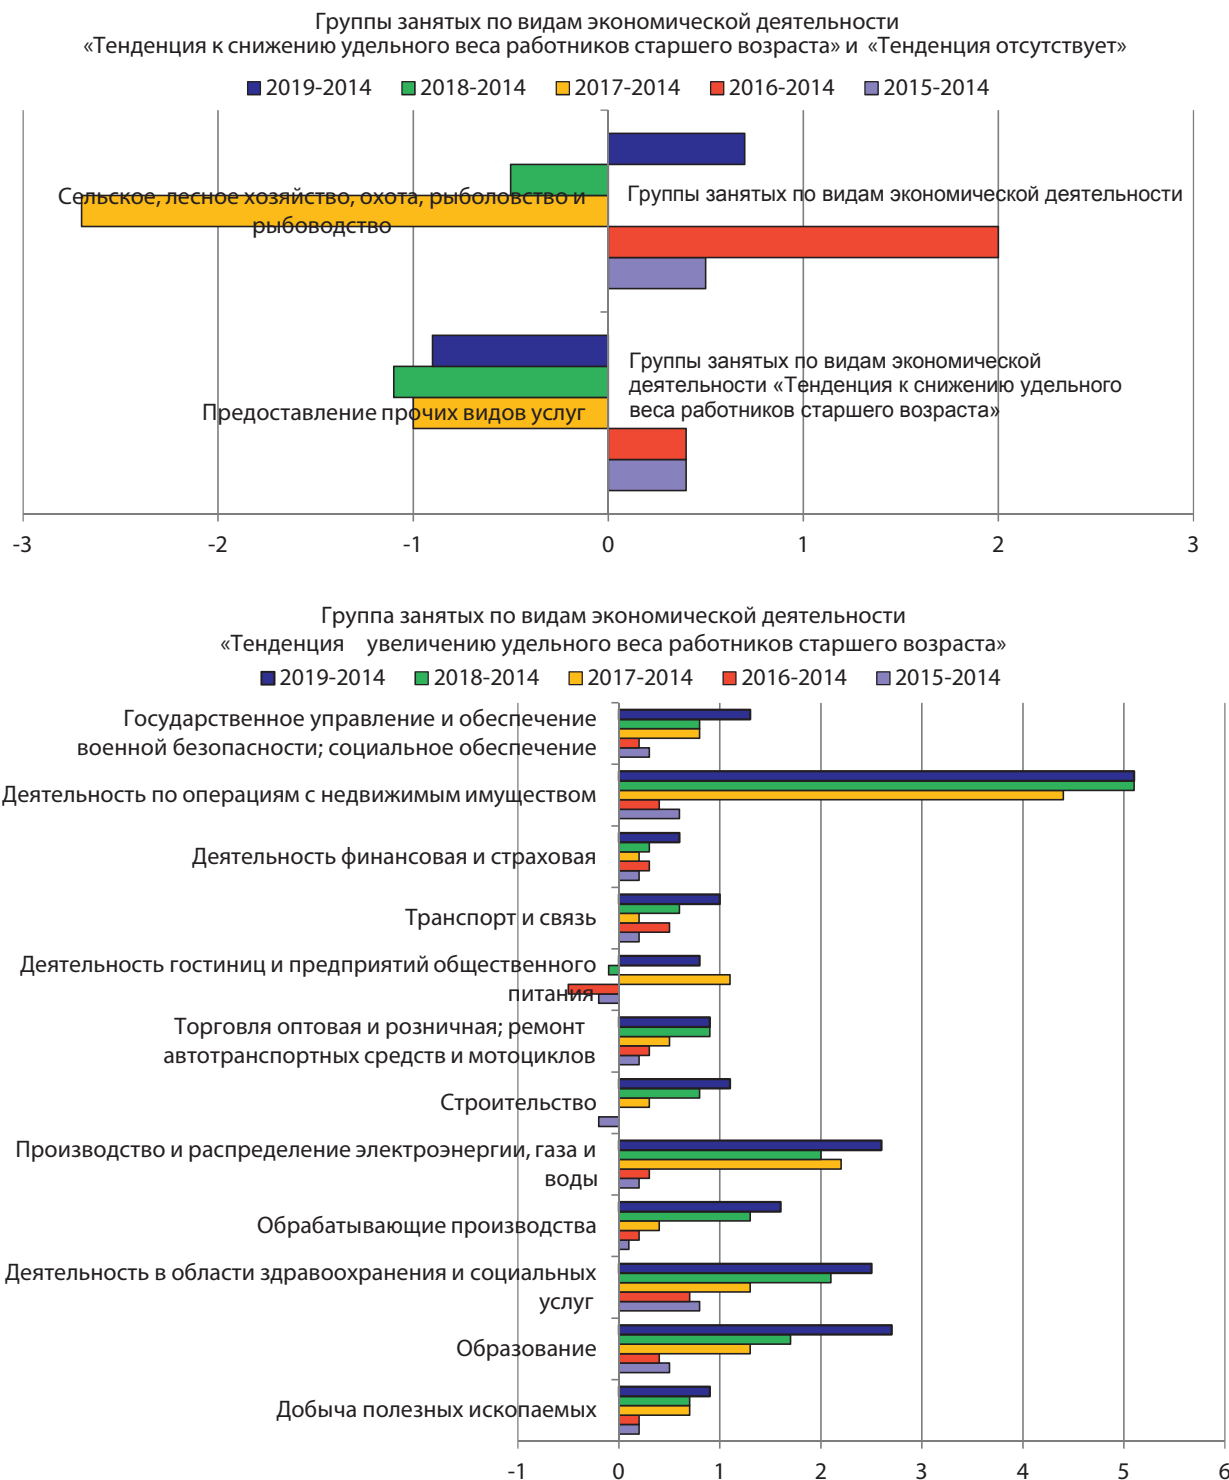 Группы занятых по видам экономической деятельности
«Тенденция к снижению удельного веса работников старшего возраста» и «Тенденция отсутствует»
2019-2014 2018-2014 2017-2014 2016-2014 2015-2014
Сельское, лесное хозяйство, охота, рыболовство и
рыбоводство
Группы занятых по видам экономической деятельности
Предоставление прочих видов услуг
Группы занятых по видам экономической
деятельности «Тенденция к снижению удельного
веса работников старшего возраста»
-3 -2 -1 0 1 2 3
Группа занятых по видам экономической деятельности
«Тенденция увеличению удельного веса работников старшего возраста»
2019-2014 2018-2014 2017-2014 2016-2014 2015-2014
Государственное управление и обеспечение
военной безопасности; социальное обеспечение
Деятельность по операциям с недвижимым имуществом
Деятельность финансовая и страховая
Транспорт и связь
Деятельность гостиниц и предприятий общественного
питания
Торговля оптовая и розничная; ремонт
автотранспортных средств и мотоциклов
Строительство
Производство и распределение электроэнергии, газа и
воды
Обрабатывающие производства
Деятельность в области здравоохранения и социальных
услуг
Образование
Добыча полезных ископаемых
-1 0 1 2 3 4 5 6